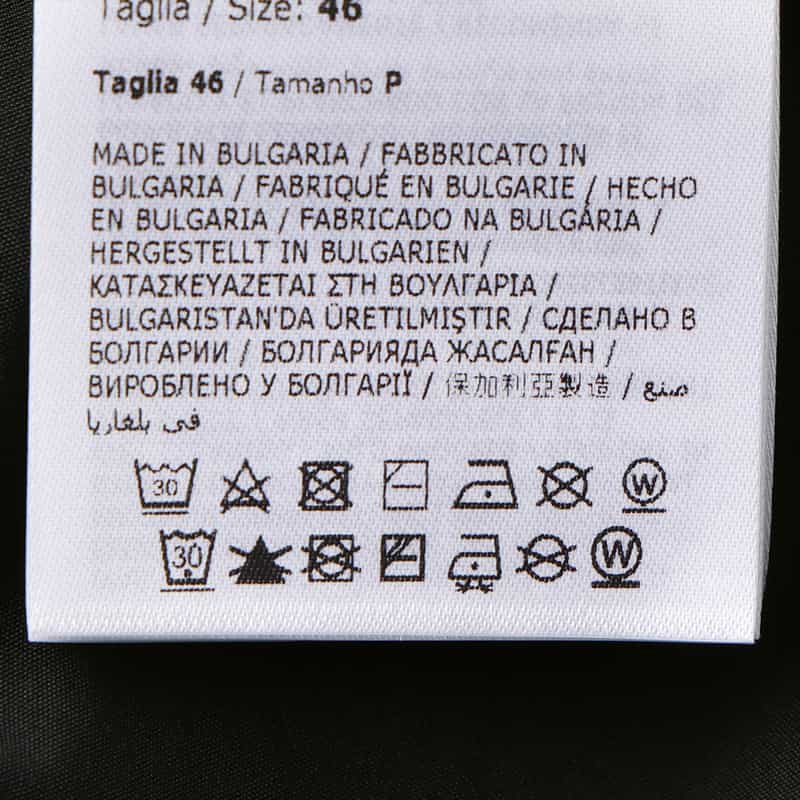 Taglia / Size: 46
Taglia 46 / Tamanho P
MADE IN BULGARIA / FABBRICATO IN
BULGARIA / FABRIQUÉ EN BULGARIE / HECHO
EN BULGARIA / FABRICADO NA BULGÁRIA /
HERGESTELLT IN BULGARIEN /
ΚΑΤΑΣΚΕΥΑΖΕΤΑΙ ΣΤΗ ΒΟΥΛΓΑΡΙΑ /
BULGARISTAN'DA ÜRETILMIŞTIR / СДЕЛАНО В
БОЛГАРИИ / БОЛГАРИЯДА ЖАСАЛҒАН /
ВИРОБЛЕНО У БОЛГАРІЇ / 保加利亞製造 / صنع
في بلغاريا
30 W
30 W